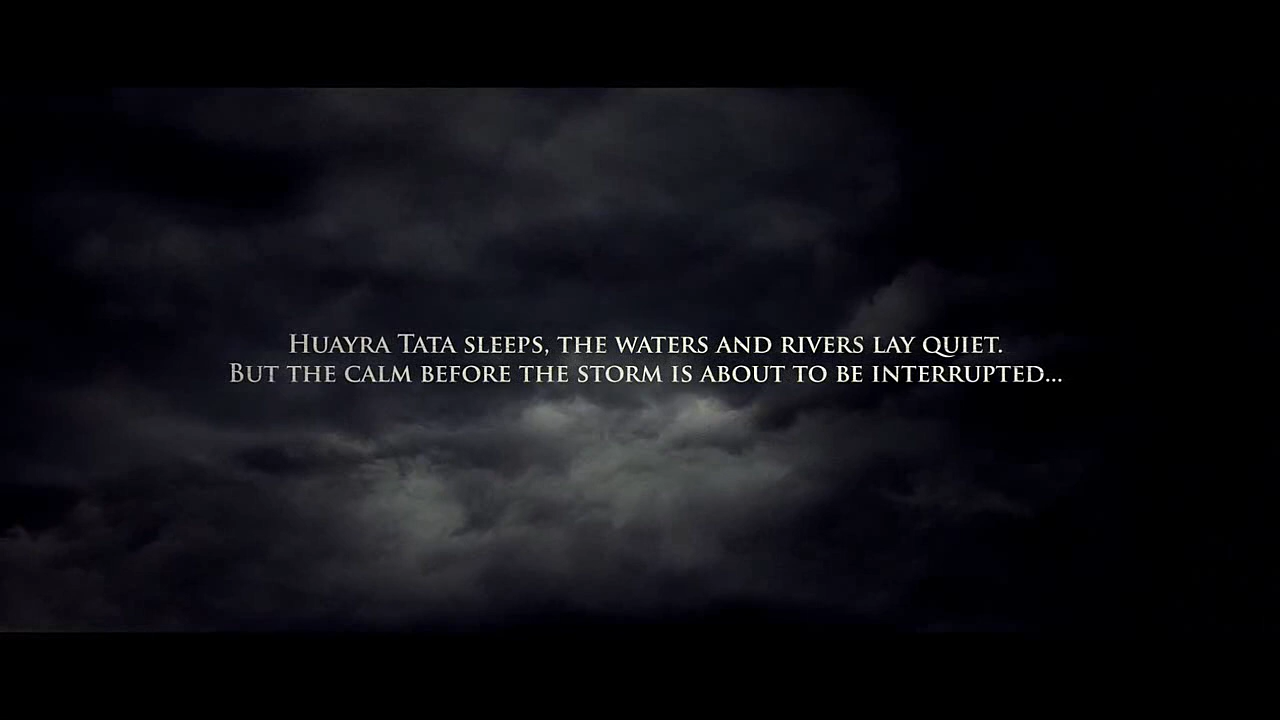 Huayra Tata sleeps, the waters and rivers lay quiet.
But the calm before the storm is about to be interrupted...